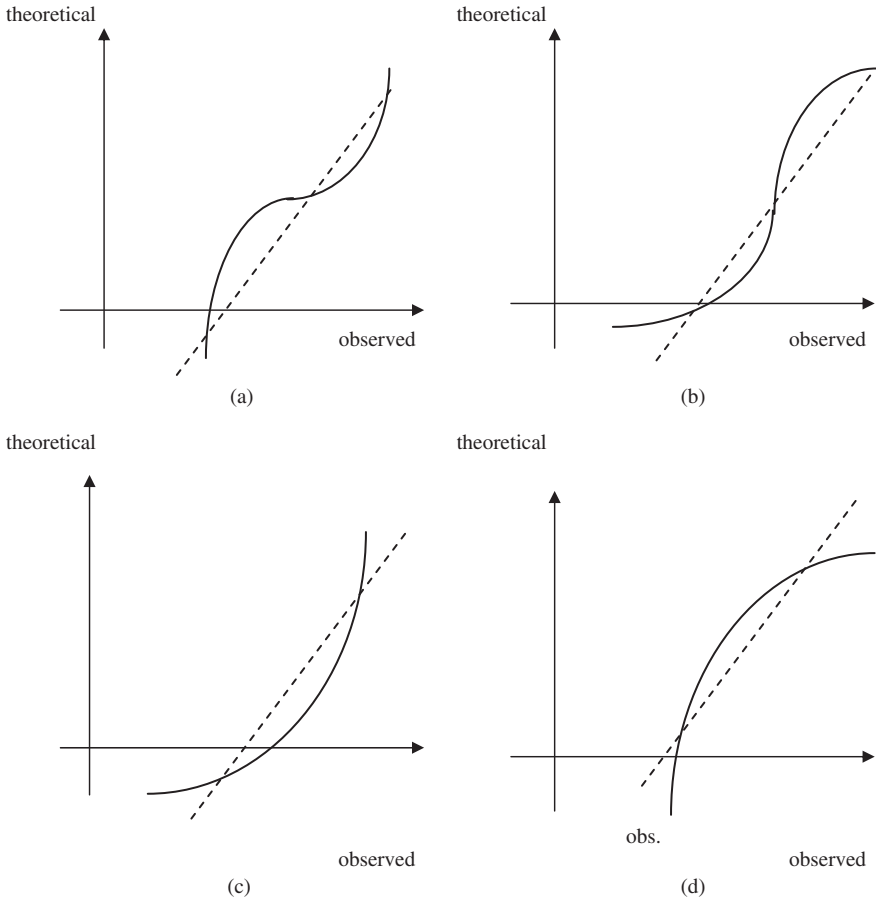 theoretical
observed
(a)
theoretical
observed
(b)
theoretical
observed
(c)
theoretical
obs.
observed
(d)